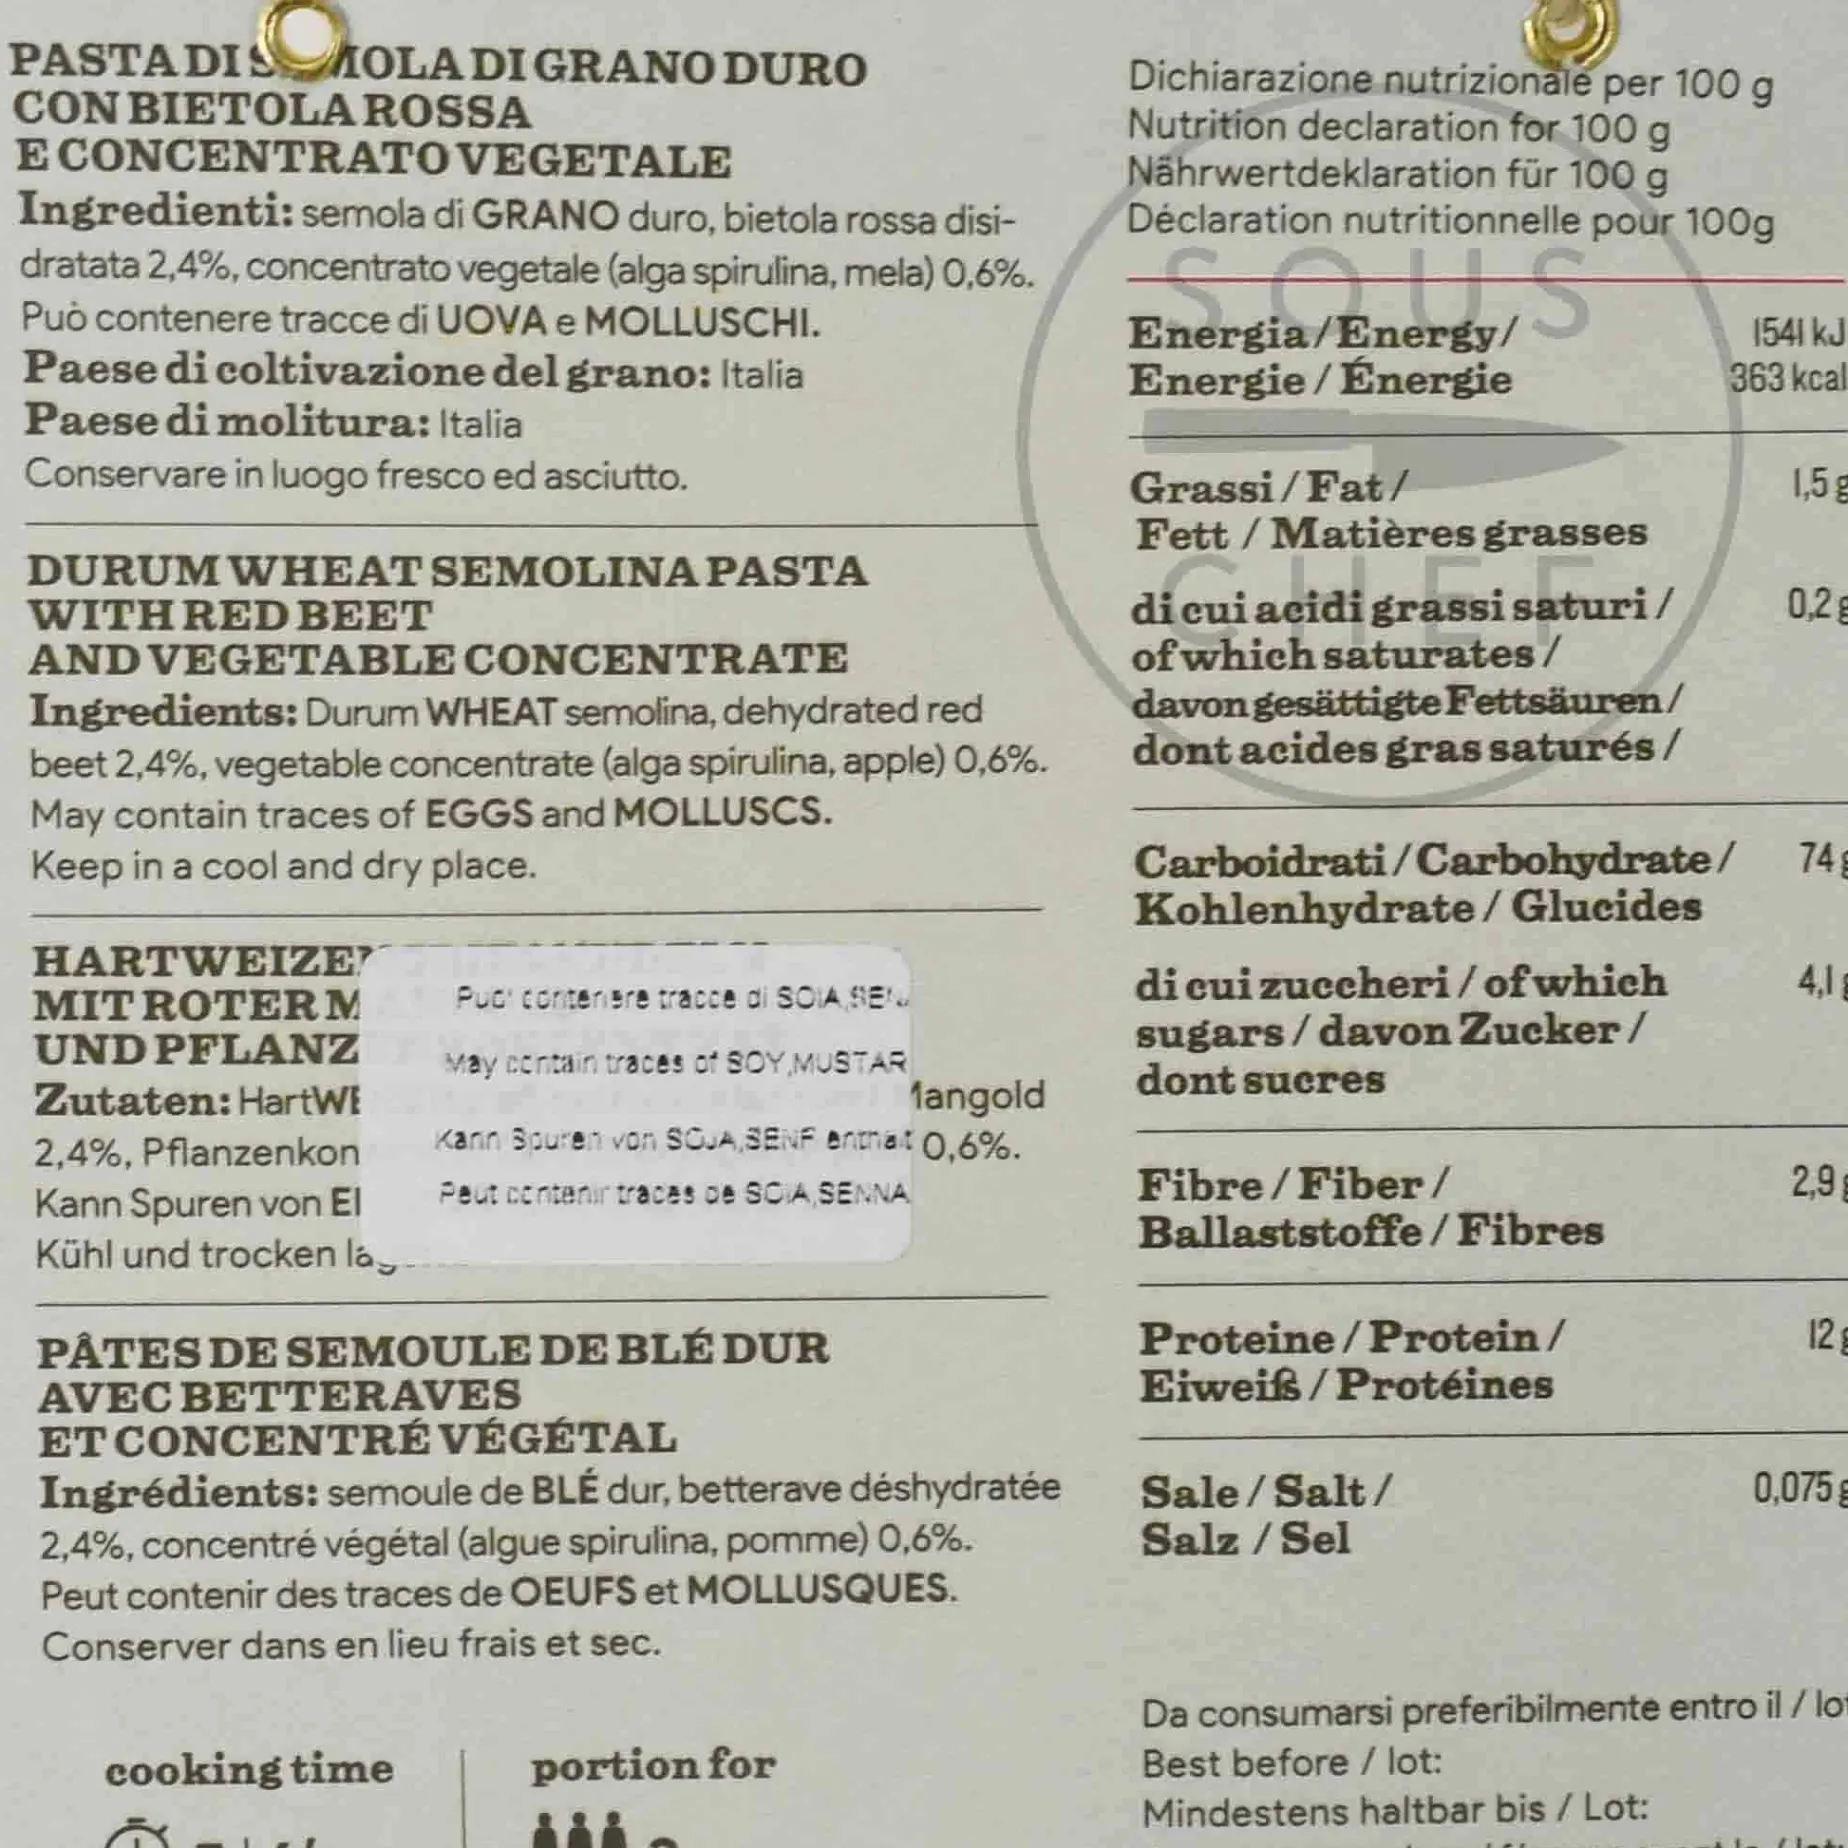 PASTA DI S MOLA DI GRANO DURO
CON BIETOLA ROSSA
E CONCENTRATO VEGETALE
Ingredienti: semola di GRANO duro, bietola rossa disi-
dratata 2,4%, concentrato vegetale (alga spirulina, mela) 0,6%.
Può contenere tracce di UOVA e MOLLUSCHI.
Paese di coltivazione del grano: Italia
Paese di molitura: Italia
Conservare in luogo fresco ed asciutto.
DURUM WHEAT SEMOLINA PASTA
WITH RED BEET
AND VEGETABLE CONCENTRATE
Ingredients: Durum WHEAT semolina, dehydrated red
beet 2,4%, vegetable concentrate (alga spirulina, apple) 0,6%.
May contain traces of EGGS and MOLLUSCS.
Keep in a cool and dry place.
HARTWEIZE
MIT ROTER M
UND PFLANZ
Zutaten: HartWE angold
2,4%, Pflanzenkon 0,6%.
Kann Spuren von EI
Kühl und trocken la
Puo' contenere tracce di SOIA,SEN
May contain traces of SOY,MUSTAR
Kann Spuren von SOJA,SENF enthalt
Peut contenir traces de SOIA,SENNA
PÂTES DE SEMOULE DE BLÉ DUR
AVEC BETTERAVES
ET CONCENTRÉ VÉGÉTAL
Ingrédients: semoule de BLÉ dur, betterave déshydratée
2,4%, concentré végétal (algue spirulina, pomme) 0,6%.
Peut contenir des traces de OEUFS et MOLLUSQUES.
Conserver dans en lieu frais et sec.
cooking time
portion for
Dichiarazione nutrizionale per 100 g
Nutrition declaration for 100 g
Nährwertdeklaration für 100 g
Déclaration nutritionnelle pour 100g
SOUS
CHEF
Energia/Energy/ 1541 kJ
Energie / Énergie 363 kcal
Grassi / Fat / 1,5 g
Fett / Matières grasses
di cui acidi grassi saturi / 0,2 g
of which saturates /
davon gesättigte Fettsäuren/
dont acides gras saturés /
Carboidrati / Carbohydrate / 74 g
Kohlenhydrate / Glucides
di cui zuccheri / of which 4,1 g
sugars / davon Zucker /
dont sucres
Fibre / Fiber / 2,9 g
Ballaststoffe / Fibres
Proteine / Protein / 12 g
Eiweiß / Protéines
Sale / Salt / 0,075 g
Salz / Sel
Da consumarsi preferibilmente entro il / lot
Best before / lot:
Mindestens haltbar bis / Lot: